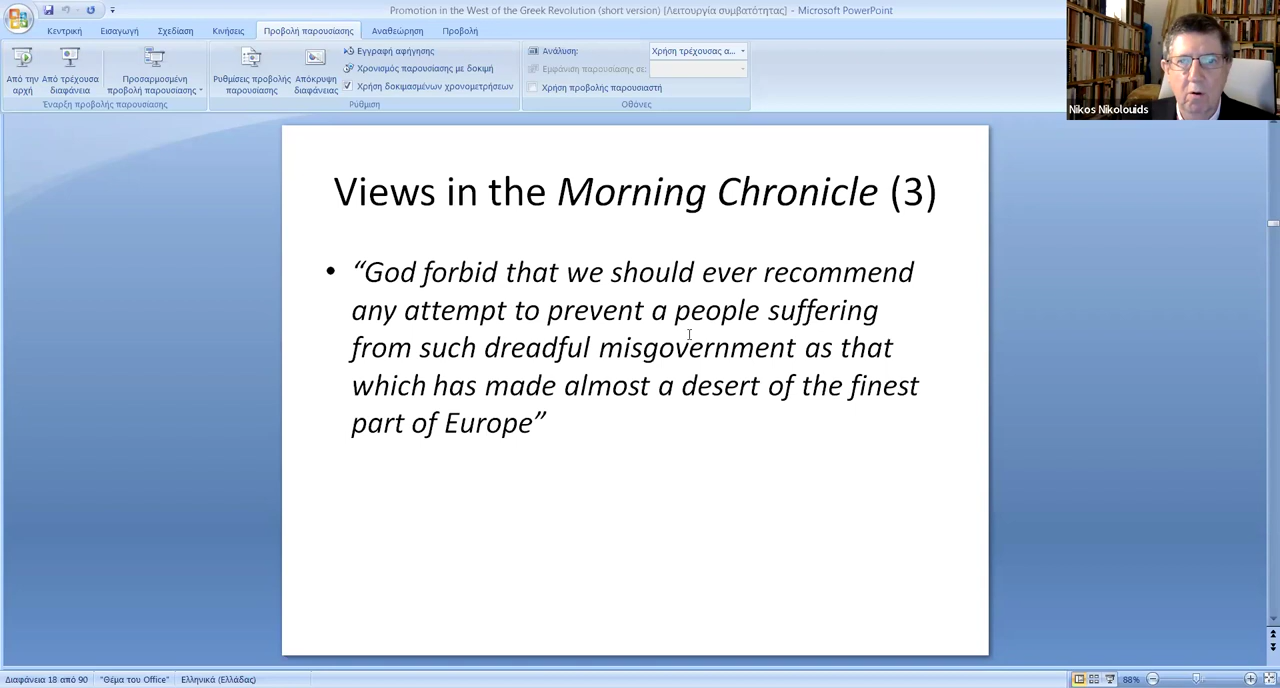 Promotion in the West of the Greek Revolution (short version) [Λειτουργία συμβατότητας] - Microsoft PowerPoint
Κεντρική Εισαγωγή Σχεδίαση Κινήσεις Προβολή παρουσίασης Αναθεώρηση Προβολή
Από την αρχή
Από τρέχουσα διαφάνεια
Προσαρμοσμένη προβολή παρουσίασης
Έναρξη προβολής παρουσίασης
Ρυθμίσεις προβολής παρουσίασης
Απόκρυψη διαφάνειας
Εγγραφή αφήγησης
Χρονισμός παρουσίασης με δοκιμή
Χρήση δοκιμασμένων χρονομετρήσεων
Ρύθμιση
Ανάλυση: Χρήση τρέχουσας α...
Εμφάνιση παρουσίασης σε:
Χρήση προβολής παρουσιαστή
Οθόνες
Nikos Nikolouids
Views in the Morning Chronicle (3)
• “God forbid that we should ever recommend
any attempt to prevent a people suffering
from such dreadful misgovernment as that
which has made almost a desert of the finest
part of Europe”
Διαφάνεια 18 από 90 "Θέμα του Office" Ελληνικά (Ελλάδας) 88%